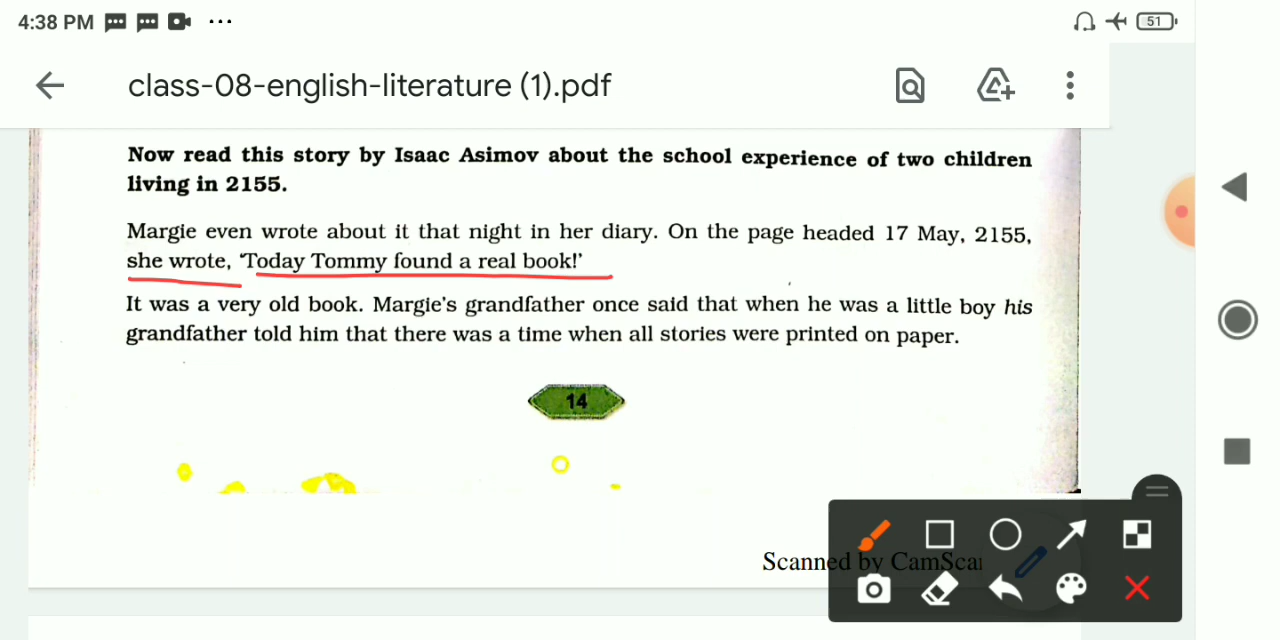 4:38 PM ...
51
class-08-english-literature (1).pdf
Now read this story by Isaac Asimov about the school experience of two children
living in 2155.
Margie even wrote about it that night in her diary. On the page headed 17 May, 2155,
she wrote, ‘Today Tommy found a real book!’
It was a very old book. Margie's grandfather once said that when he was a little boy his
grandfather told him that there was a time when all stories were printed on paper.
14
Scanned by CamScan